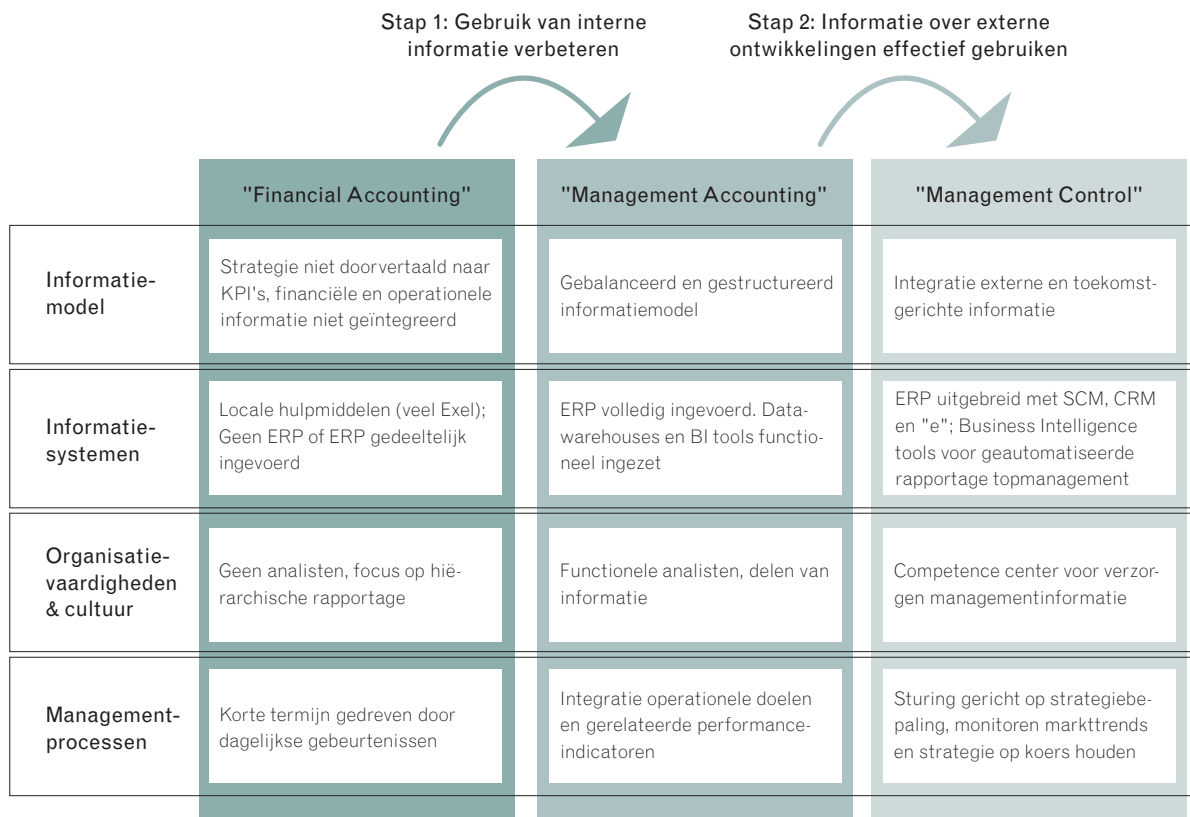 Stap 1: Gebruik van interne
informatie verbeteren
Stap 2: Informatie over externe
ontwikkelingen effectief gebruiken
"Financial Accounting"
"Management Accounting"
"Management Control"
Informatie-
model
Strategie niet doorvertaald naar
KPI's, financiële en operationele
informatie niet geïntegreerd
Gebalanceerd en gestructureerd
informatiemodel
Integratie externe en toekomst-
gerichte informatie
Informatie-
systemen
Locale hulpmiddelen (veel Exel);
Geen ERP of ERP gedeeltelijk
ingevoerd
ERP volledig ingevoerd. Data-
warehouses en BI tools functio-
neel ingezet
ERP uitgebreid met SCM, CRM
en "e"; Business Intelligence
tools voor geautomatiseerde
rapportage topmanagement
Organisatie-
vaardigheden
& cultuur
Geen analisten, focus op hië-
rarchische rapportage
Functionele analisten, delen van
informatie
Competence center voor verzor-
gen managementinformatie
Management-
processen
Korte termijn gedreven door
dagelijkse gebeurtenissen
Integratie operationele doelen
en gerelateerde performance-
indicatoren
Sturing gericht op strategiebe-
paling, monitoren markttrends
en strategie op koers houden